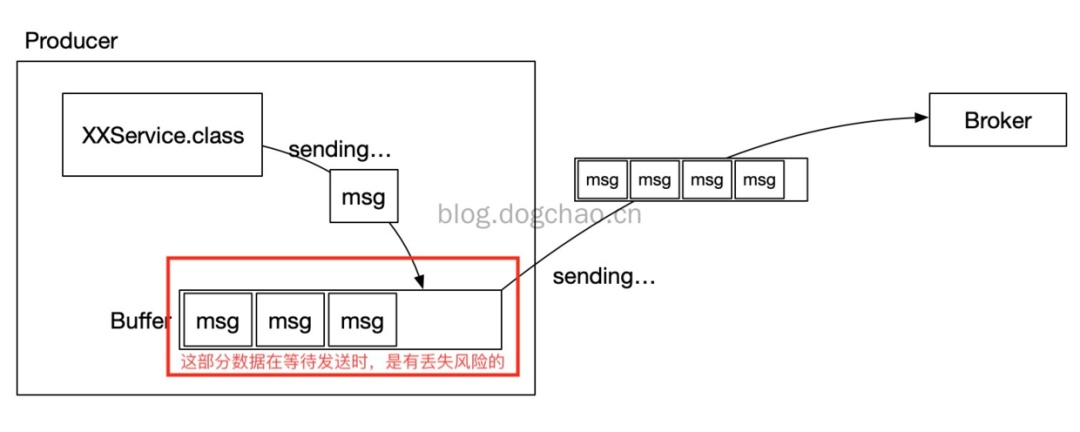 Producer
XXService.class
sending...
msg
Broker
msg msg msg msg
blog.dogchao.cn
sending...
Buffer
msg msg msg
这部分数据在等待发送时，是有丢失风险的